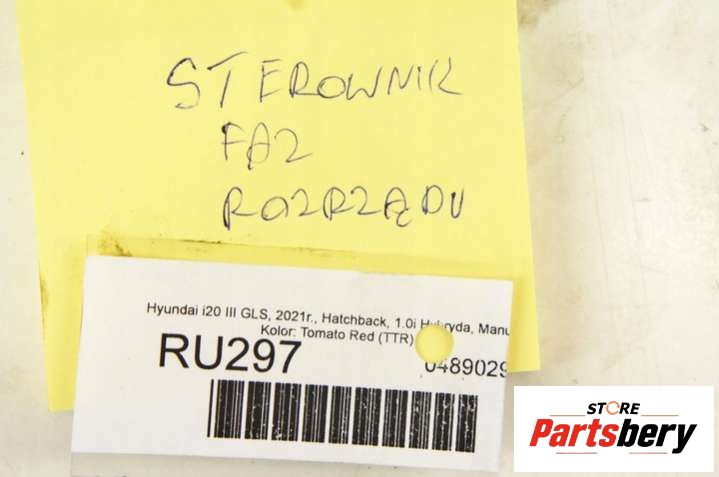 STEROWNIK
FAZ
ROZRZĄDU
Hyundai i20 III GLS, 2021r., Hatchback, 1.0i Hybryda, Manu
Kolor: Tomato Red (TTR)
RU297
0489029
STORE
Partsbery